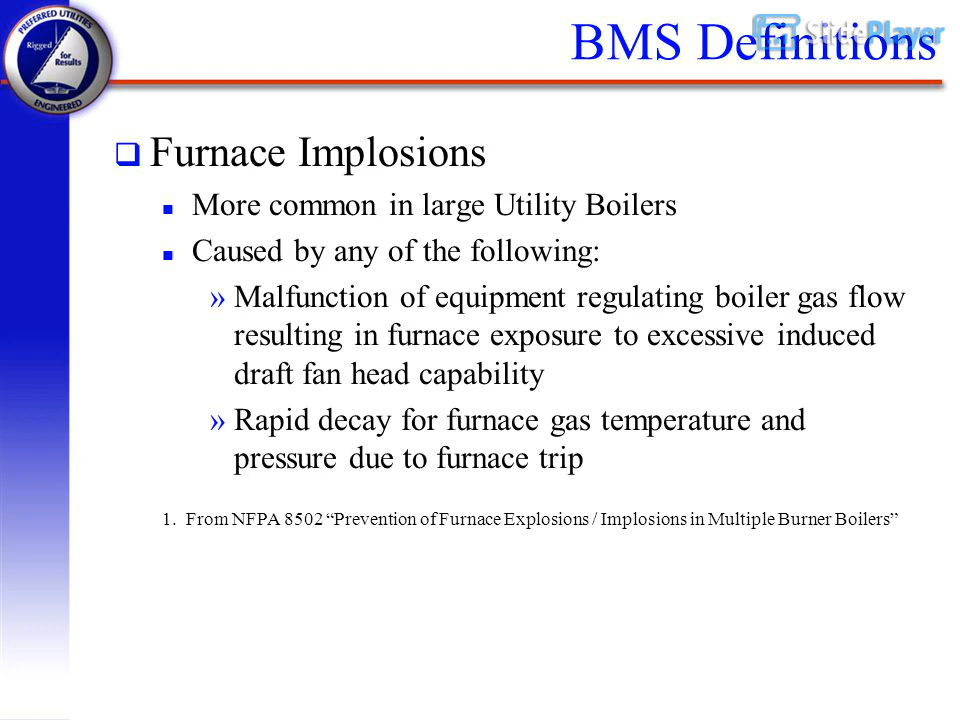 PREFERRED UTILITIES
Rigged for Results
ENGINEERED
BMS Definitions
SlidePlayer
❑ Furnace Implosions
■ More common in large Utility Boilers
■ Caused by any of the following:
» Malfunction of equipment regulating boiler gas flow
resulting in furnace exposure to excessive induced
draft fan head capability
» Rapid decay for furnace gas temperature and
pressure due to furnace trip
1. From NFPA 8502 “Prevention of Furnace Explosions / Implosions in Multiple Burner Boilers”